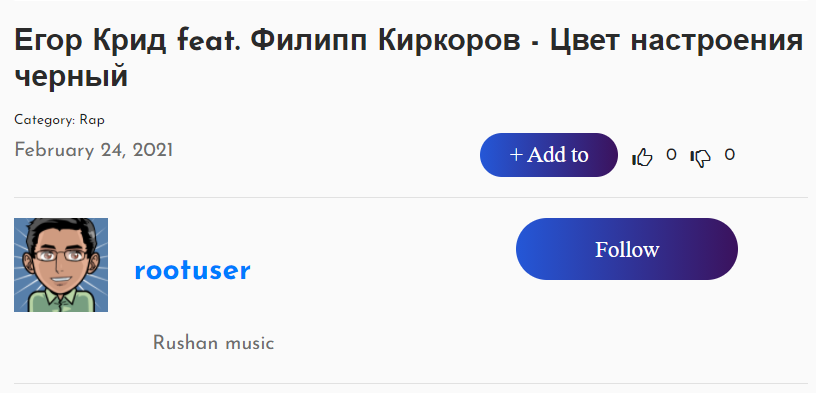 Егор Крид feat. Филипп Киркоров - Цвет настроения
черный
Category: Rap
February 24, 2021
+ Add to 0 0
rootuser
Follow
Rushan music